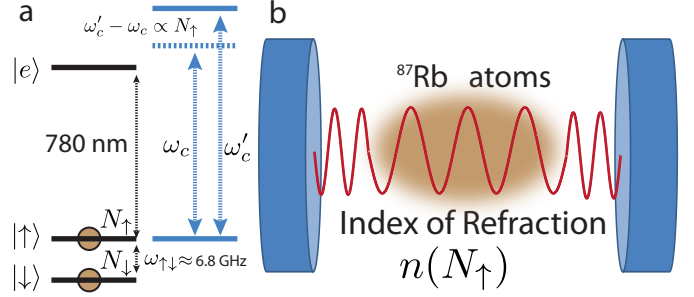 a
ω′c − ωc ∝ N↑
|e⟩
780 nm
ωc
ω′c
|↑⟩
N↑
|↓⟩
N↓
ω↑↓ ≈ 6.8 GHz
b
87Rb atoms
Index of Refraction
n(N↑)